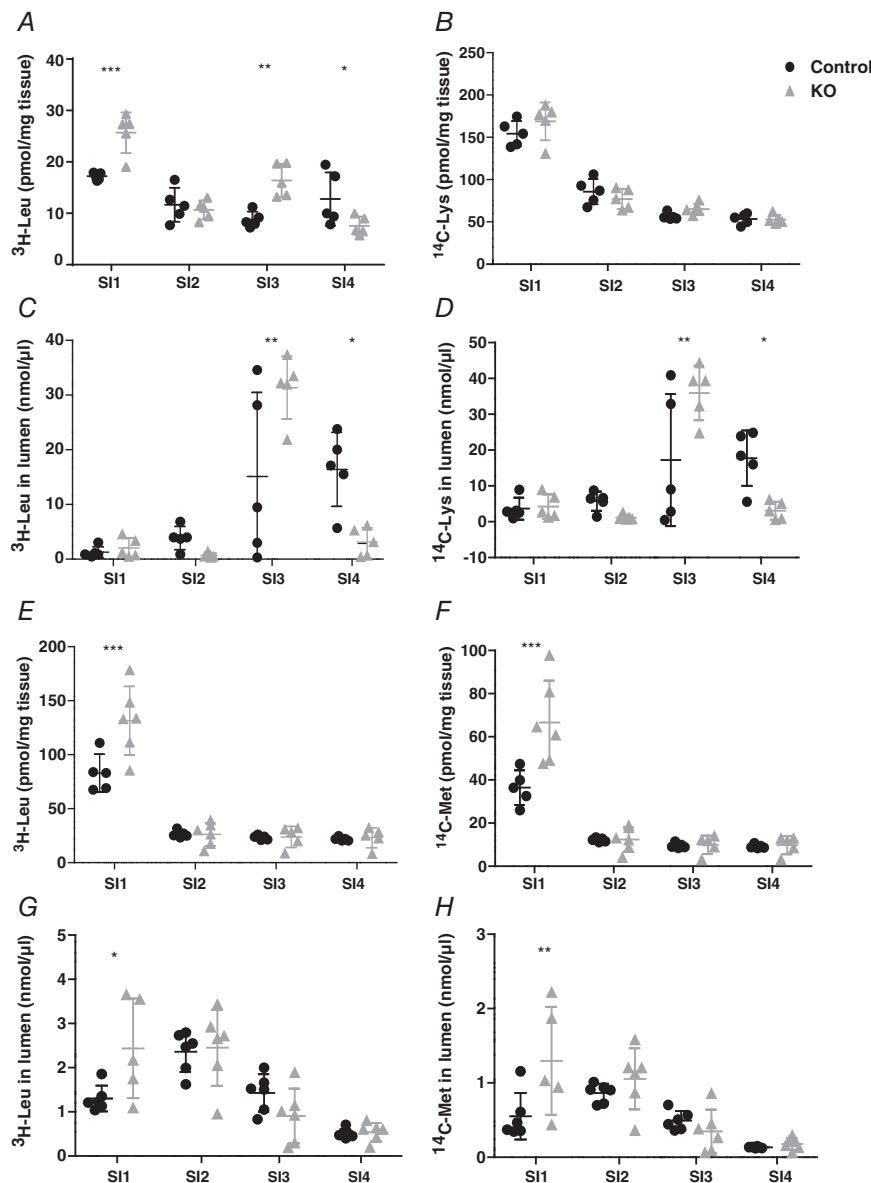 A
³H-Leu (pmol/mg tissue)
40
30
20
10
0
***
**
*
SI1 SI2 SI3 SI4
B
¹⁴C-Lys (pmol/mg tissue)
250
200
150
100
50
0
SI1 SI2 SI3 SI4
Control
KO
C
³H-Leu in lumen (nmol/µl)
40
30
20
10
0
**
*
SI1 SI2 SI3 SI4
D
¹⁴C-Lys in lumen (nmol/µl)
50
40
30
20
10
0
-10
**
*
SI1 SI2 SI3 SI4
E
³H-Leu (pmol/mg tissue)
200
150
100
50
0
***
SI1 SI2 SI3 SI4
F
¹⁴C-Met (pmol/mg tissue)
100
80
60
40
20
0
***
SI1 SI2 SI3 SI4
G
³H-Leu in lumen (nmol/µl)
5
4
3
2
1
0
*
SI1 SI2 SI3 SI4
H
¹⁴C-Met in lumen (nmol/µl)
3
2
1
0
**
SI1 SI2 SI3 SI4